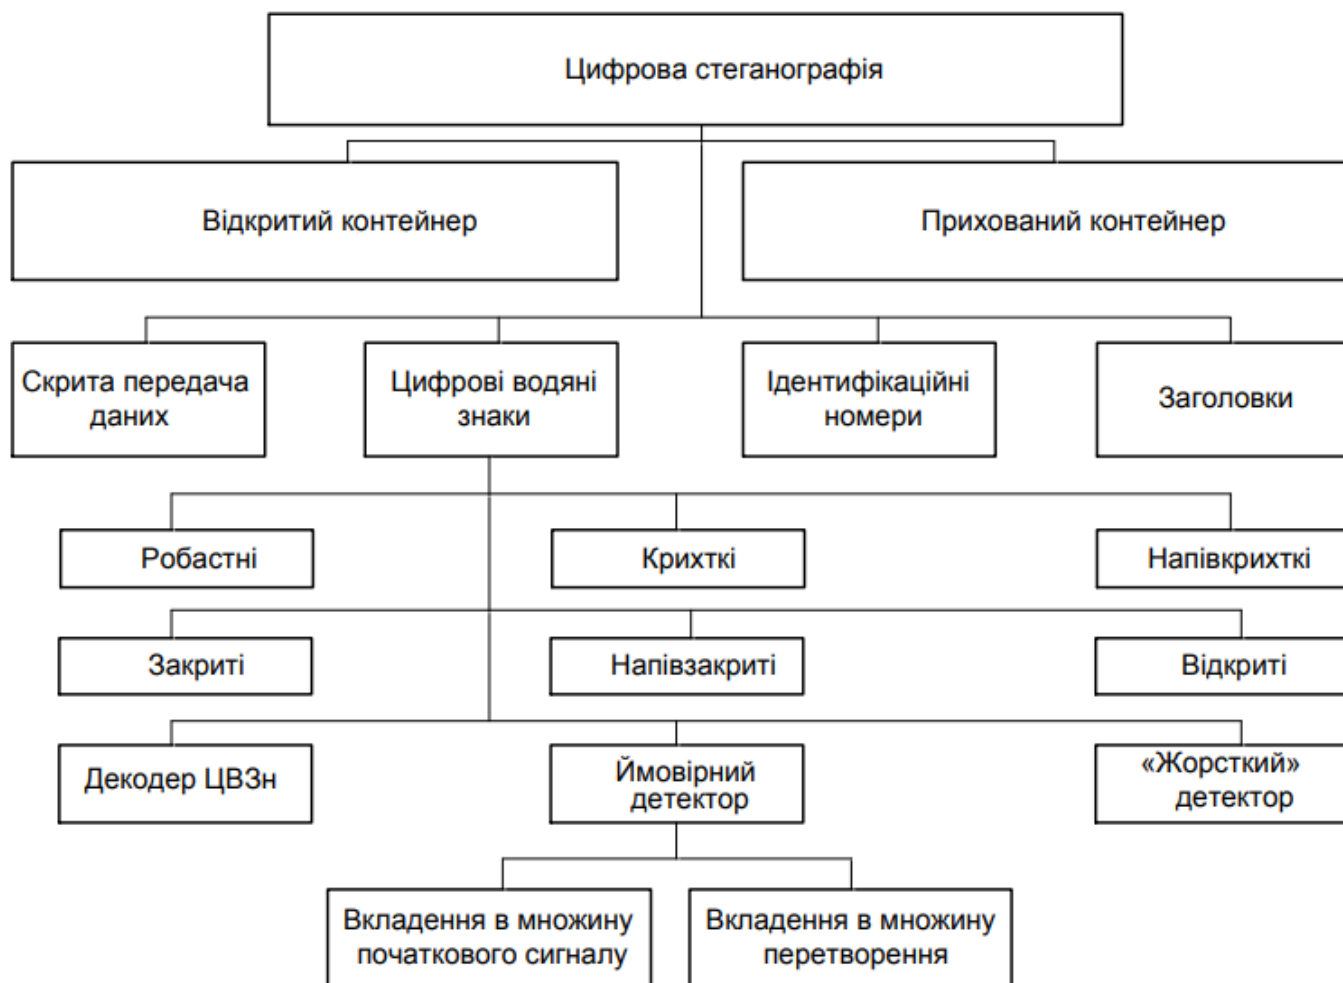 Цифрова стеганографія
Відкритий контейнер
Прихований контейнер
Скрита передача
даних
Цифрові водяні
знаки
Ідентифікаційні
номери
Заголовки
Робастні
Крихткі
Напівкрихткі
Закриті
Напівзакриті
Відкриті
Декодер ЦВЗн
Ймовірний
детектор
«Жорсткий»
детектор
Вкладення в множину
початкового сигналу
Вкладення в множину
перетворення